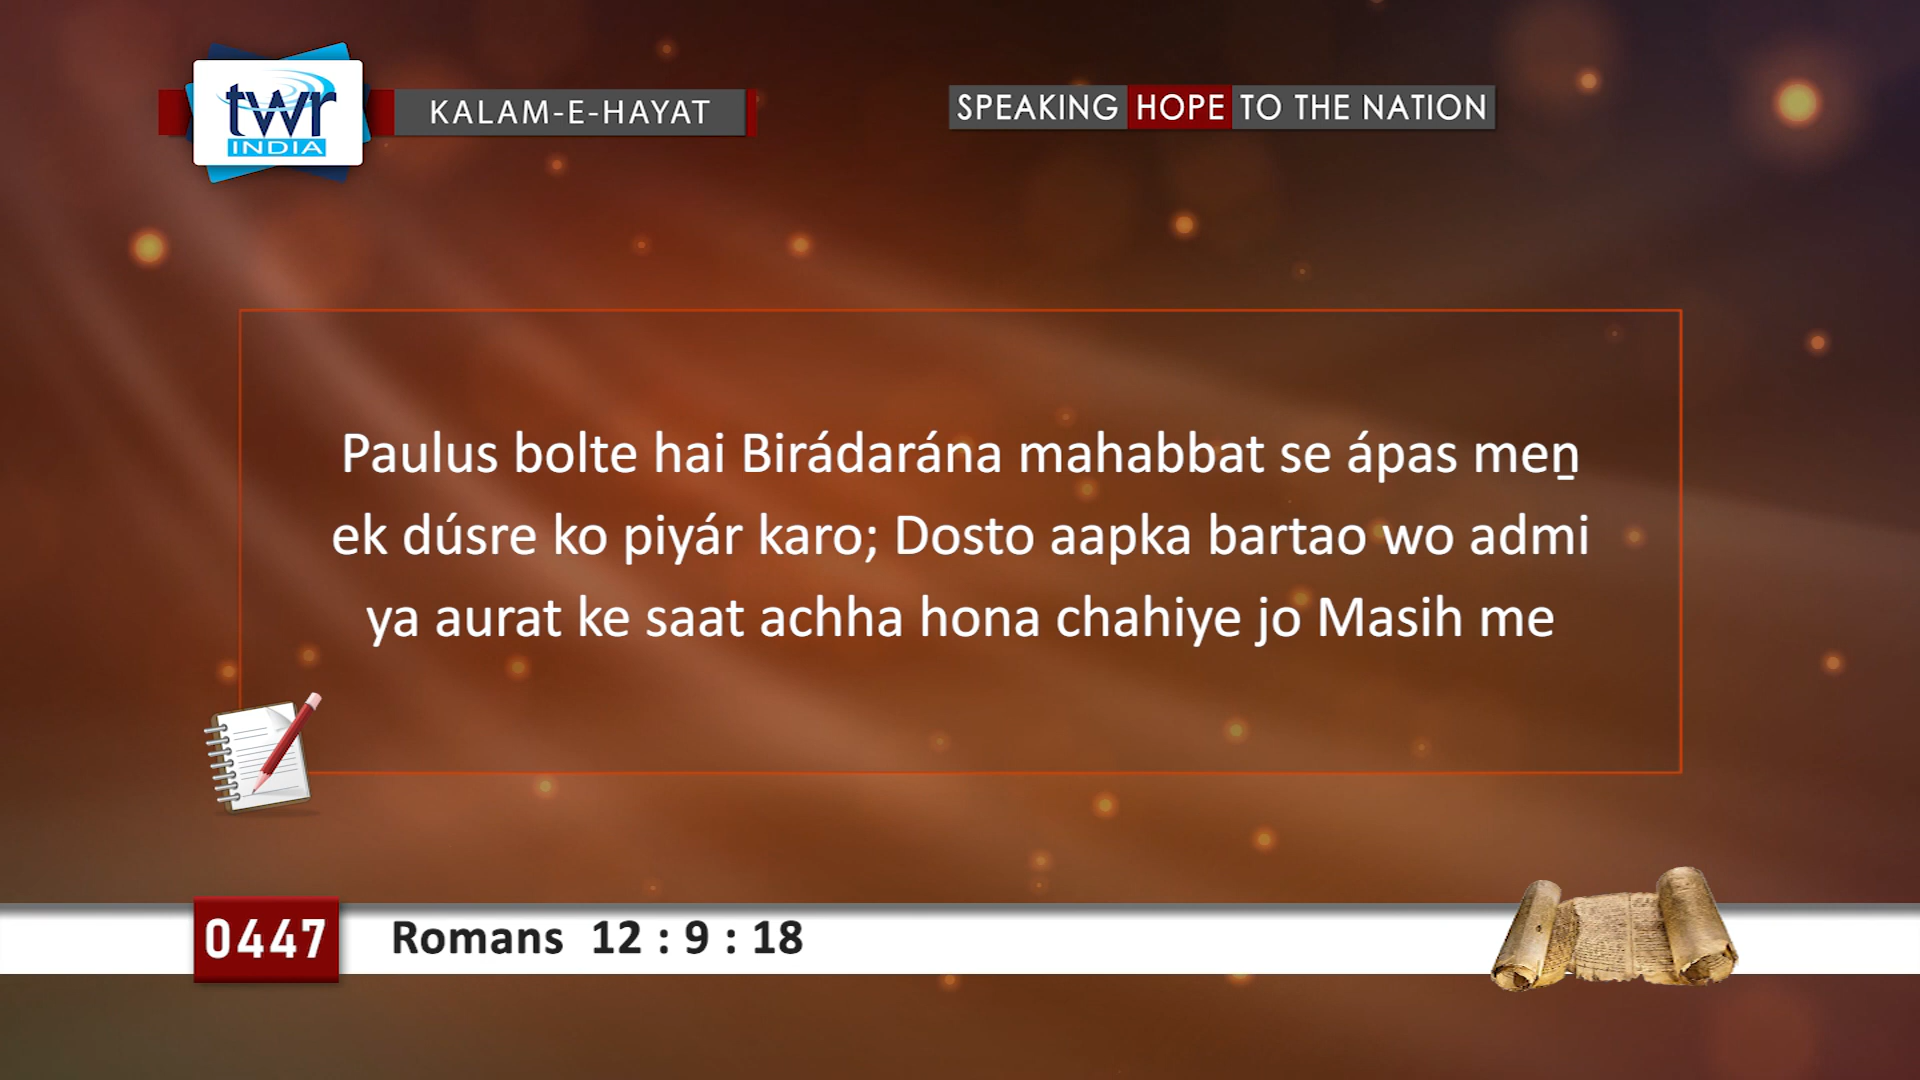 twr
INDIA
KALAM-E-HAYAT
SPEAKING HOPE TO THE NATION
Paulus bolte hai Birádarána mahabbat se ápas meṉ
ek dúsre ko piyár karo; Dosto aapka bartao wo admi
ya aurat ke saat achha hona chahiye jo Masih me
0447
Romans 12 : 9 : 18